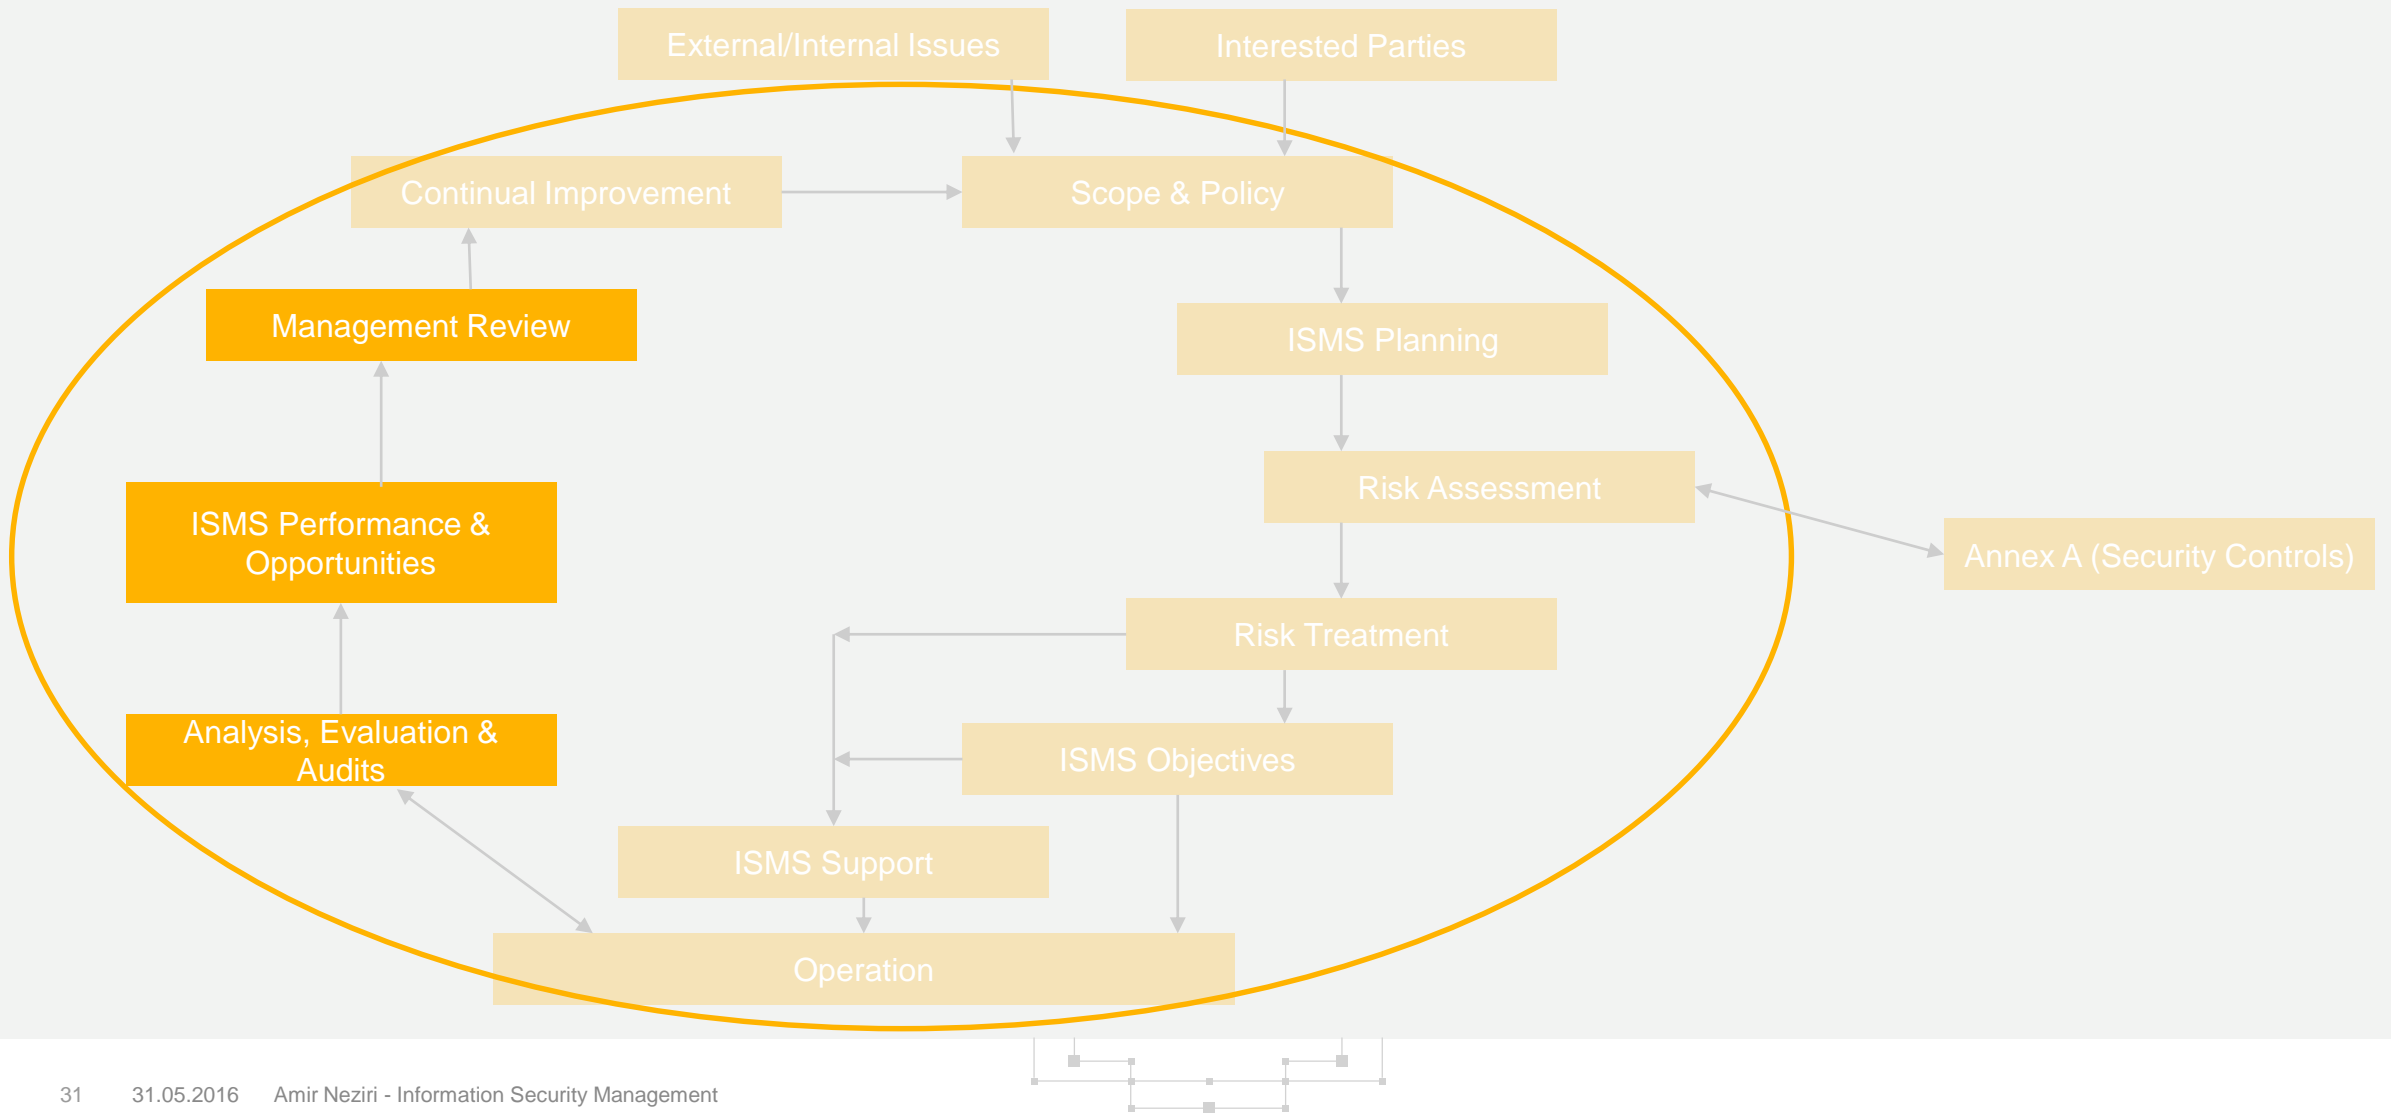 External/Internal Issues
Interested Parties
Continual Improvement
Scope & Policy
Management Review
ISMS Planning
Risk Assessment
ISMS Performance &
Opportunities
Annex A (Security Controls)
Risk Treatment
Analysis, Evaluation &
Audits
ISMS Objectives
ISMS Support
Operation
31 31.05.2016 Amir Neziri - Information Security Management